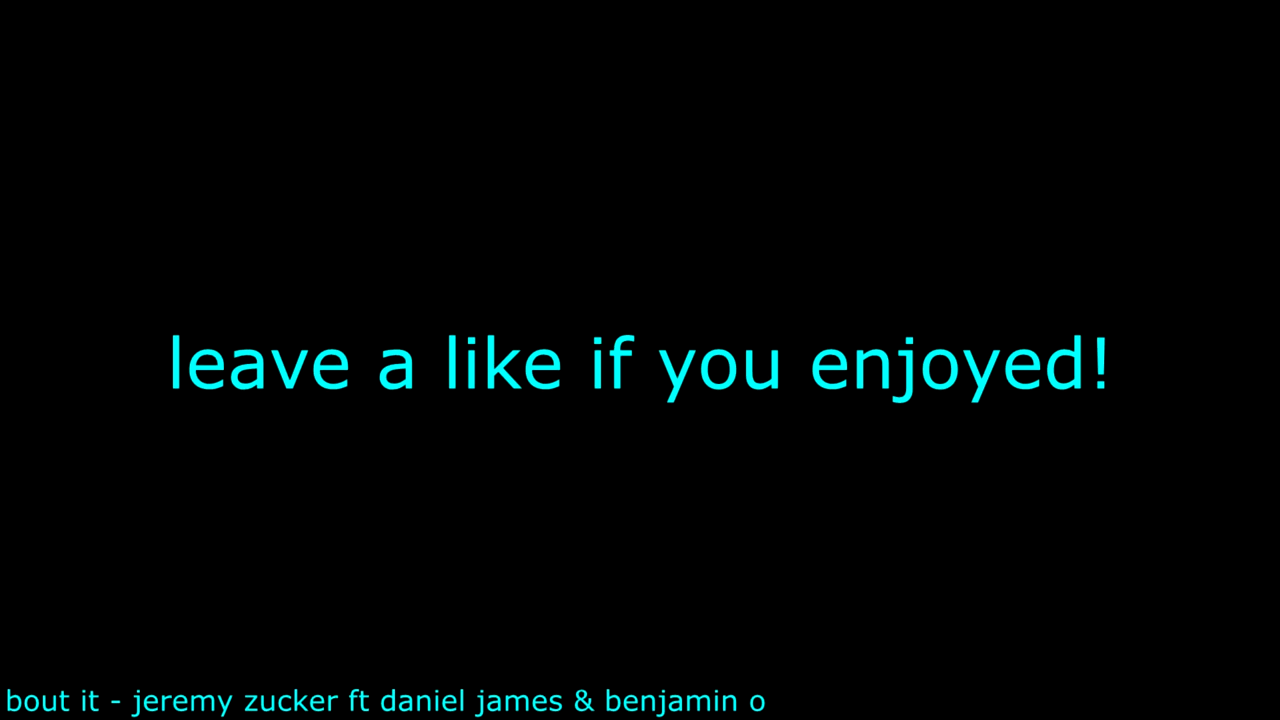 leave a like if you enjoyed!
bout it - jeremy zucker ft daniel james & benjamin o